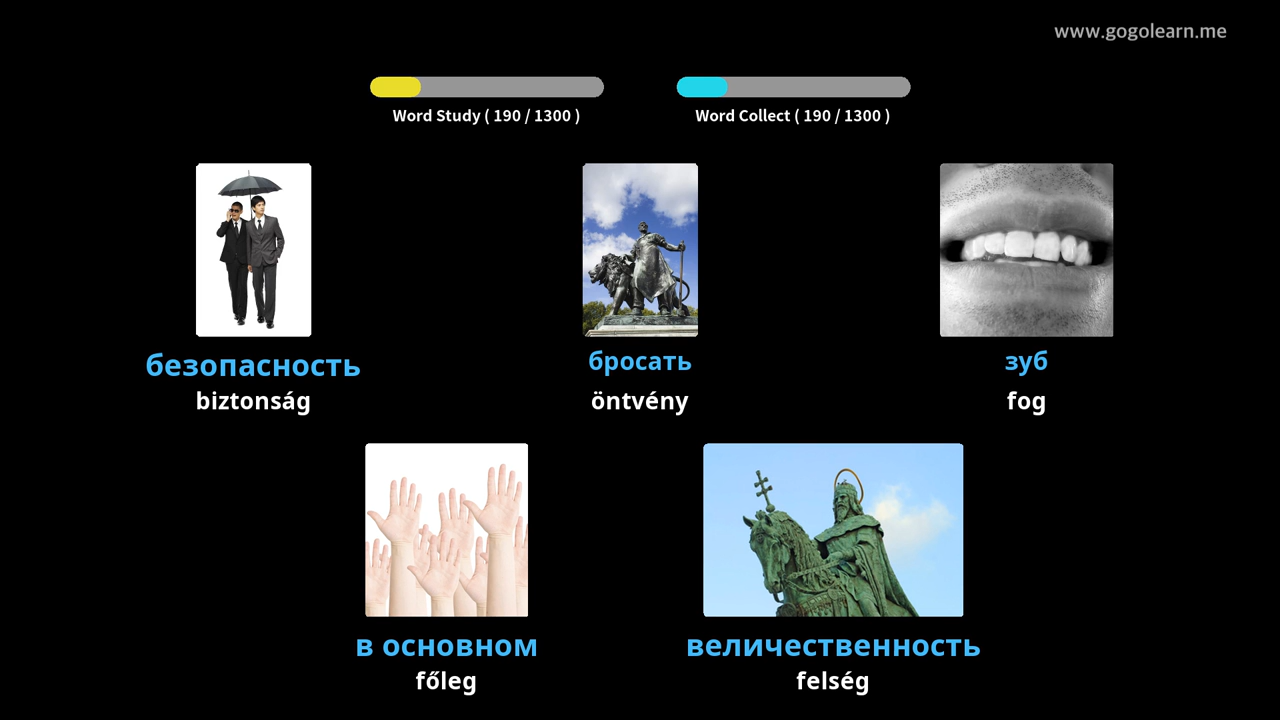 www.gogolearn.me
Word Study ( 190 / 1300 )
Word Collect ( 190 / 1300 )
безопасность
biztonság
бросать
öntvény
зуб
fog
в основном
főleg
величественность
felség